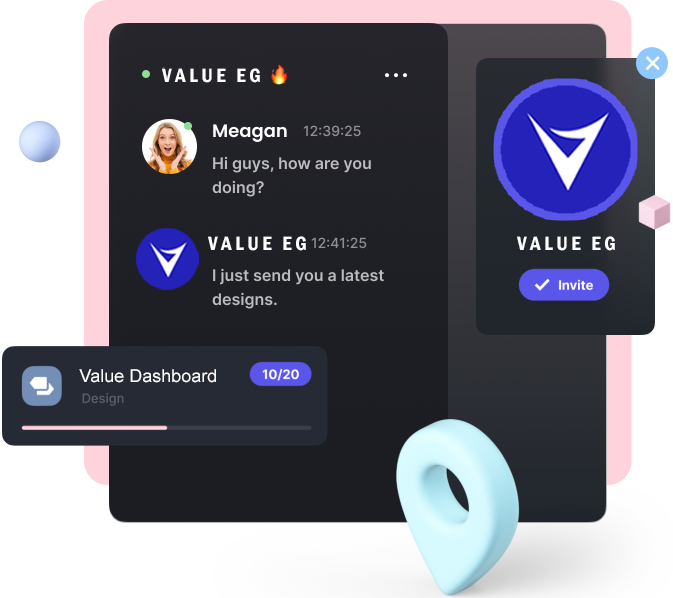 VALUE EG 🔥
Meagan 12:39:25
Hi guys, how are you
doing?
VALUE EG 12:41:25
I just send you a latest
designs.
VALUE EG
Invite
Value Dashboard 10/20
Design